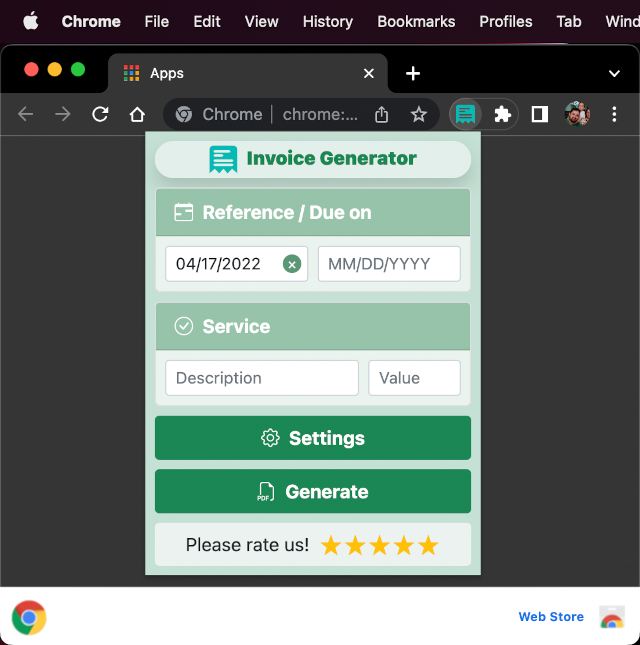 Chrome File Edit View History Bookmarks Profiles Tab Wind
Apps
Chrome chrome:...
Invoice Generator
Reference / Due on
04/17/2022 MM/DD/YYYY
Service
Description Value
Settings
PDF Generate
Please rate us!
Web Store